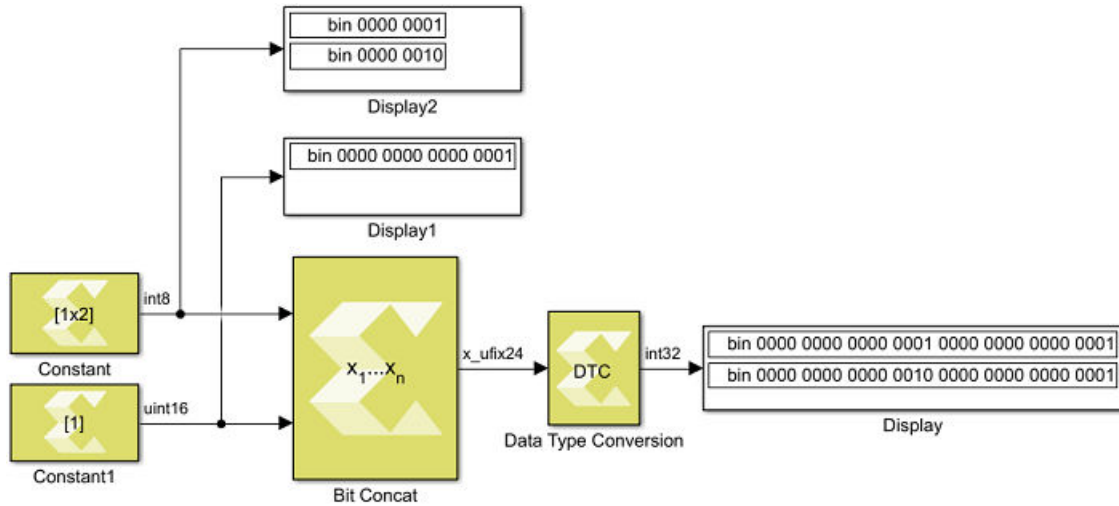 bin 0000 0001
bin 0000 0010
Display2
bin 0000 0000 0000 0001
Display1
[1x2]
int8
Constant
[1]
uint16
Constant1
x1...xn
Bit Concat
x_ufix24
DTC
Data Type Conversion
int32
bin 0000 0000 0000 0001 0000 0000 0000 0001
bin 0000 0000 0000 0010 0000 0000 0000 0001
Display